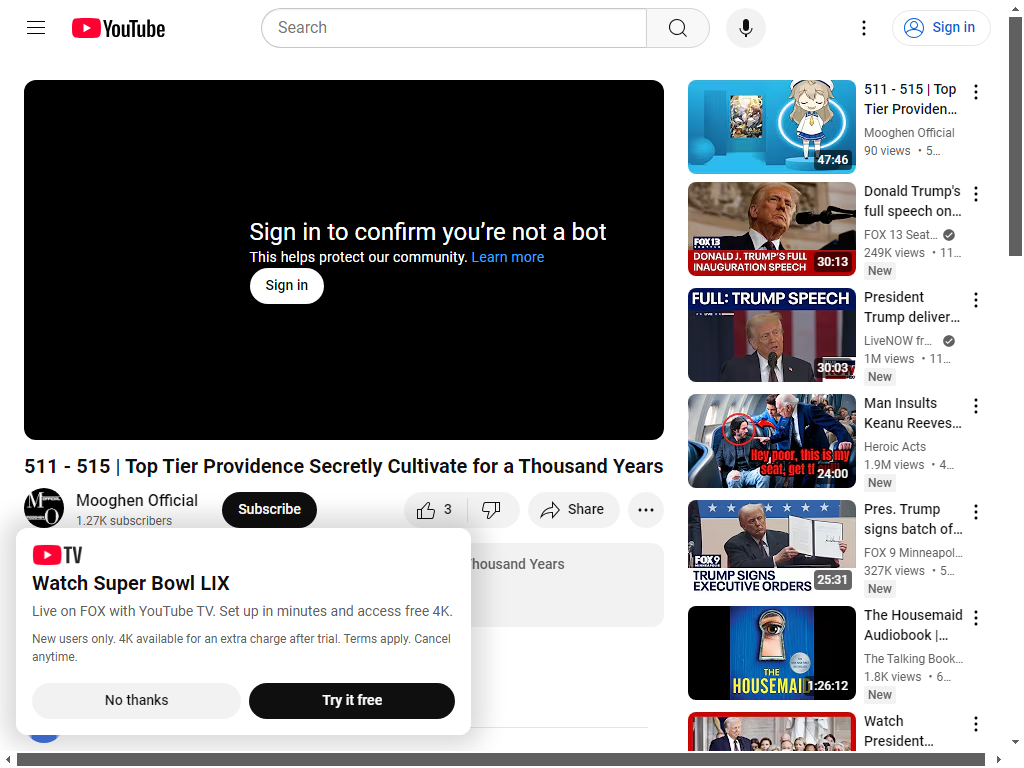 YouTube
Search
Sign in
Sign in to confirm you’re not a bot
This helps protect our community. Learn more
Sign in
511 - 515 | Top Tier Providence Secretly Cultivate for a Thousand Years
Mooghen Official
1.27K subscribers
Subscribe
3
Share
Thousand Years
TV
Watch Super Bowl LIX
Live on FOX with YouTube TV. Set up in minutes and access free 4K.
New users only. 4K available for an extra charge after trial. Terms apply. Cancel
anytime.
No thanks
Try it free
47:46
511 - 515 | Top
Tier Providen...
Mooghen Official
90 views • 5...
FOX13
DONALD J. TRUMP'S FULL
INAUGURATION SPEECH
30:13
Donald Trump's
full speech on...
FOX 13 Seat...
249K views • 11...
New
FULL: TRUMP SPEECH
30:03
President
Trump deliver...
LiveNOW fr...
1M views • 11...
New
Hey poor, this is my
seat, get
24:00
Man Insults
Keanu Reeves...
Heroic Acts
1.9M views • 4...
New
FOX 9
TRUMP SIGNS
EXECUTIVE ORDERS
25:31
Pres. Trump
signs batch of...
FOX 9 Minneapol...
327K views • 5...
New
THE
HOUSEMAID
1:26:12
The Housemaid
Audiobook |...
The Talking Book...
1.8K views • 6...
New
Watch
President...